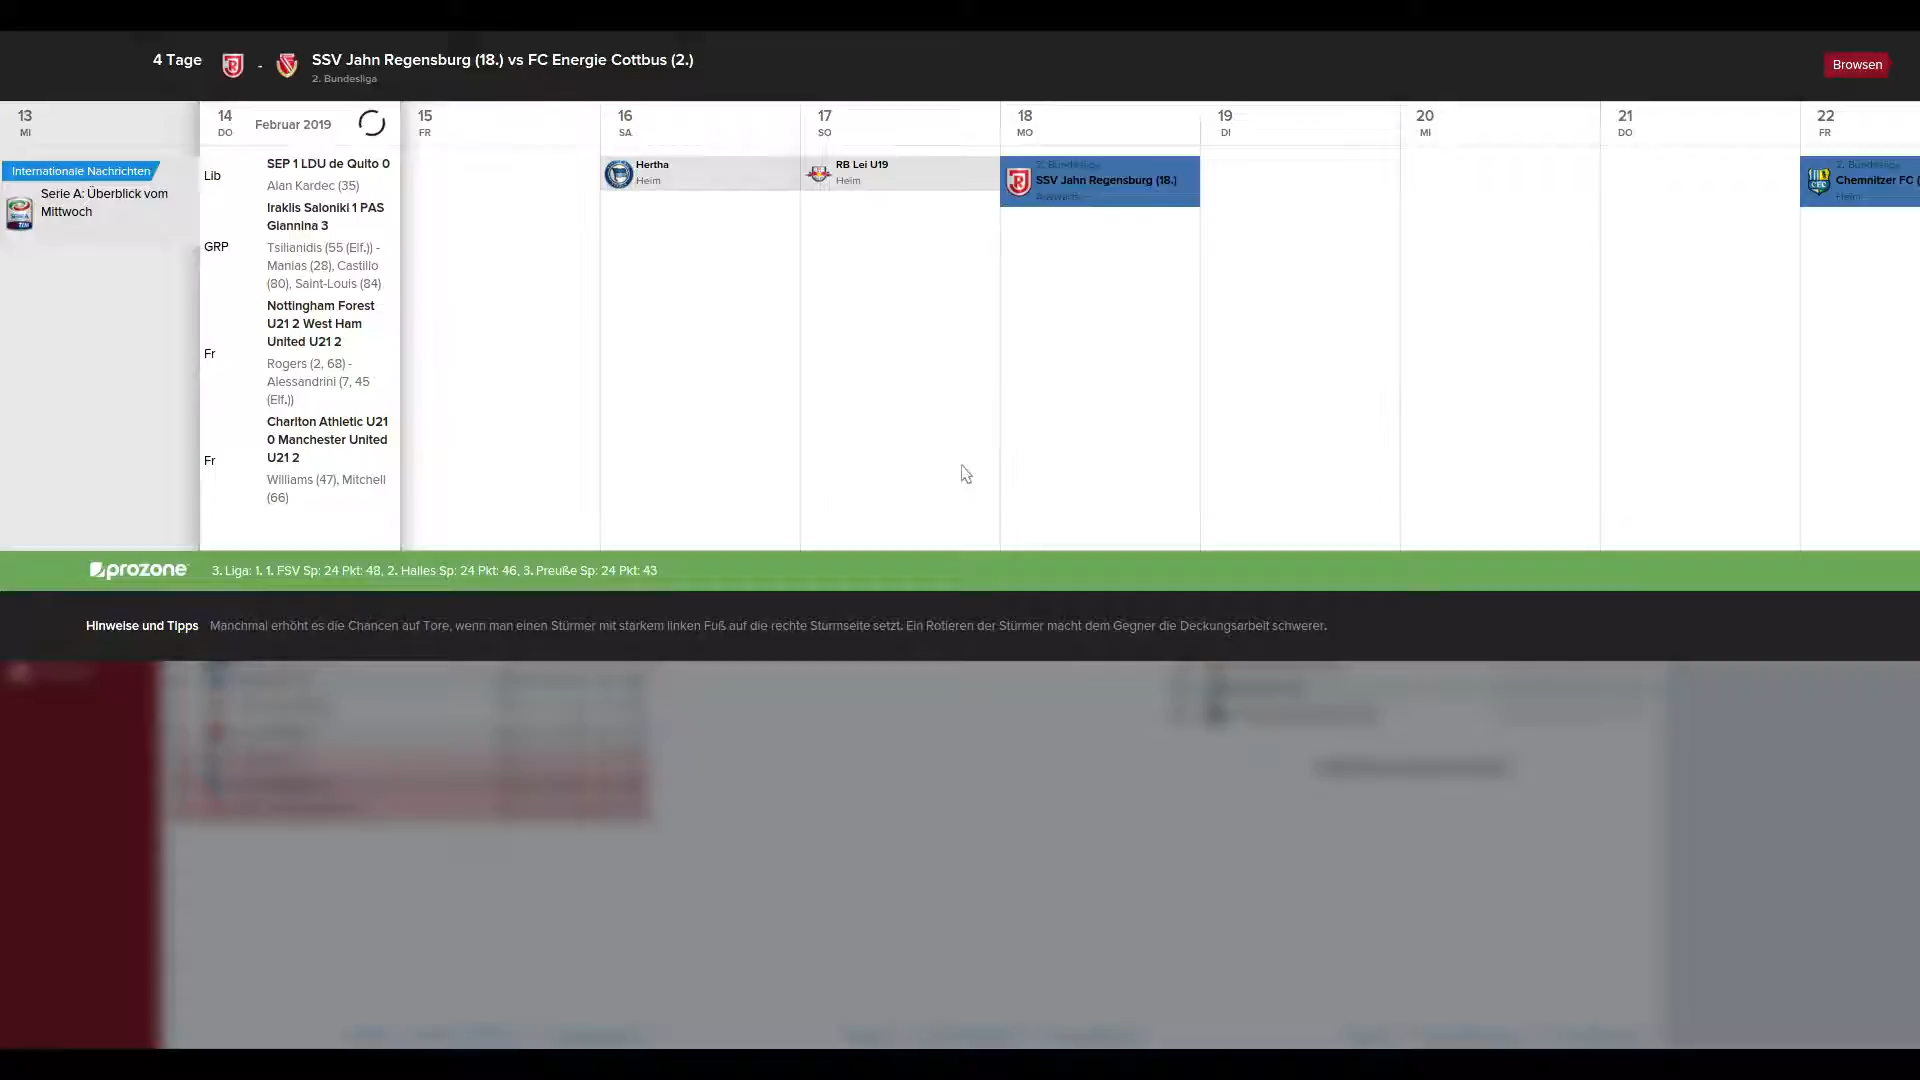 4 Tage
-
SSV Jahn Regensburg (18.) vs FC Energie Cottbus (2.)
2. Bundesliga
Browsen
13
MI
14
DO
Februar 2019
15
FR
16
SA
17
SO
18
MO
19
DI
20
MI
21
DO
22
FR
Internationale Nachrichten
Serie A: Überblick vom
Mittwoch
Lib
SEP 1 LDU de Quito 0
Alan Kardec (35)
GRP
Iraklis Saloniki 1 PAS
Giannina 3
Tsilianidis (55 (Elf.)) -
Manias (28), Castillo
(80), Saint-Louis (84)
Fr
Nottingham Forest
U21 2 West Ham
United U21 2
Rogers (2, 68) -
Alessandrini (7, 45
(Elf.))
Fr
Charlton Athletic U21
0 Manchester United
U21 2
Williams (47), Mitchell
(66)
Hertha
Heim
RB Lei U19
Heim
2. Bundesliga
SSV Jahn Regensburg (18.)
Auswärts
2. Bundesliga
Chemnitzer FC (
Heim
prozone
3. Liga: 1. 1. FSV Sp: 24 Pkt: 48, 2. Halles Sp: 24 Pkt: 46, 3. Preuße Sp: 24 Pkt: 43
Hinweise und Tipps
Manchmal erhöht es die Chancen auf Tore, wenn man einen Stürmer mit starkem linken Fuß auf die rechte Sturmseite setzt. Ein Rotieren der Stürmer macht dem Gegner die Deckungsarbeit schwerer.